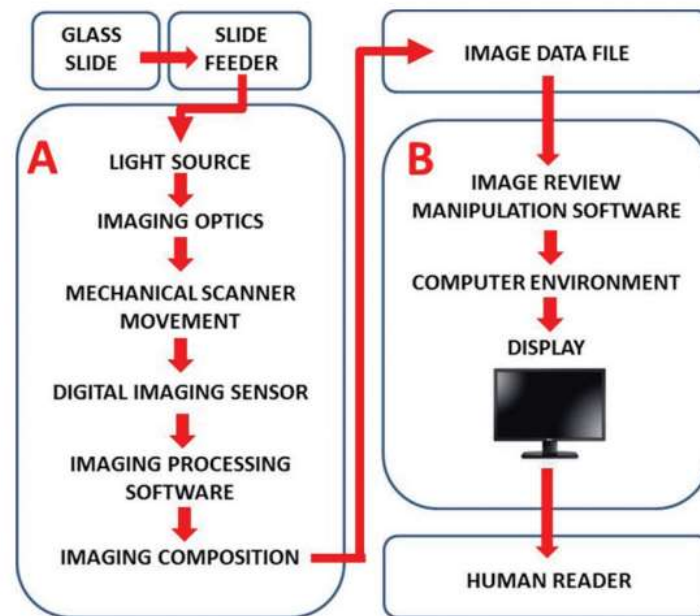 GLASS
SLIDE
SLIDE
FEEDER
A
LIGHT SOURCE
IMAGING OPTICS
MECHANICAL SCANNER
MOVEMENT
DIGITAL IMAGING SENSOR
IMAGING PROCESSING
SOFTWARE
IMAGING COMPOSITION
IMAGE DATA FILE
B
IMAGE REVIEW
MANIPULATION SOFTWARE
COMPUTER ENVIRONMENT
DISPLAY
HUMAN READER